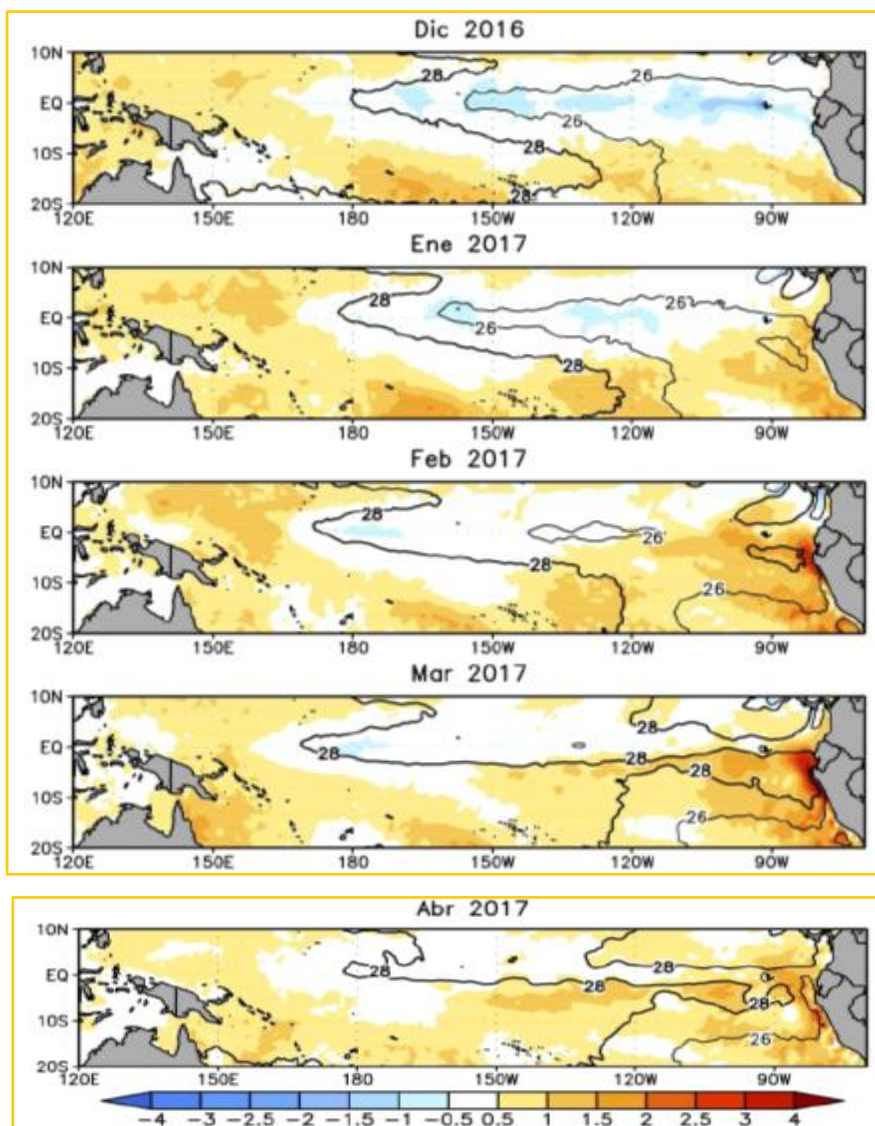 Dic 2016
10N
28
26
EQ
26
10S
28
28
20S
120E 150E 180 150W 120W 90W
Ene 2017
10N
28
26
EQ
26
10S
28
20S
120E 150E 180 150W 120W 90W
Feb 2017
10N
28
EQ
26
28
10S
26
20S
120E 150E 180 150W 120W 90W
Mar 2017
10N
28
EQ
28
28
28
10S
26
20S
120E 150E 180 150W 120W 90W
Abr 2017
10N
28
EQ
28
28
28
10S
26
20S
120E 150E 180 150W 120W 90W
-4 -3 -2.5 -2 -1.5 -1 -0.5 0.5 1 1.5 2 2.5 3 4